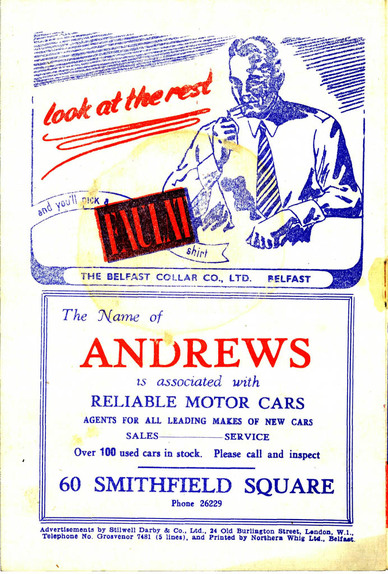 look at the rest
and you'll pick a
FAULAT
shirt
THE BELFAST COLLAR CO., LTD. BELFAST
The Name of
ANDREWS
is associated with
RELIABLE MOTOR CARS
AGENTS FOR ALL LEADING MAKES OF NEW CARS
SALES————SERVICE
Over 100 used cars in stock. Please call and inspect
60 SMITHFIELD SQUARE
Phone 26229
Advertisements by Stilwell Darby & Co., Ltd., 24 Old Burlington Street, London, W.1.,
Telephone No. Grosvenor 7481 (5 lines), and Printed by Northern Whig Ltd., Belfast.